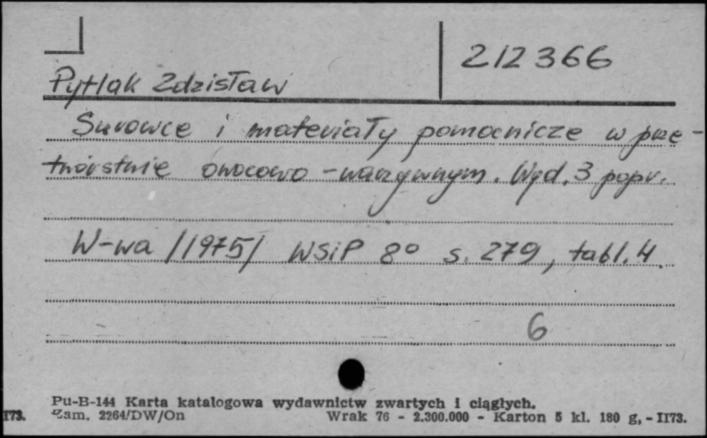 212366
Pytlak Zdzisław
Surowce i materiały pomocnicze w prze-
twórstwie owocowo-warzywnym. Wyd. 3 popr.
W-wa /1975/ WSiP 8° s. 279, tabl. 4
6
Pu-B-144 Karta katalogowa wydawnictw zwartych i ciągłych.
I73. Zam. 2264/DW/On Wrak 76 - 2.300.000 - Karton 5 kl. 180 g, - II73.